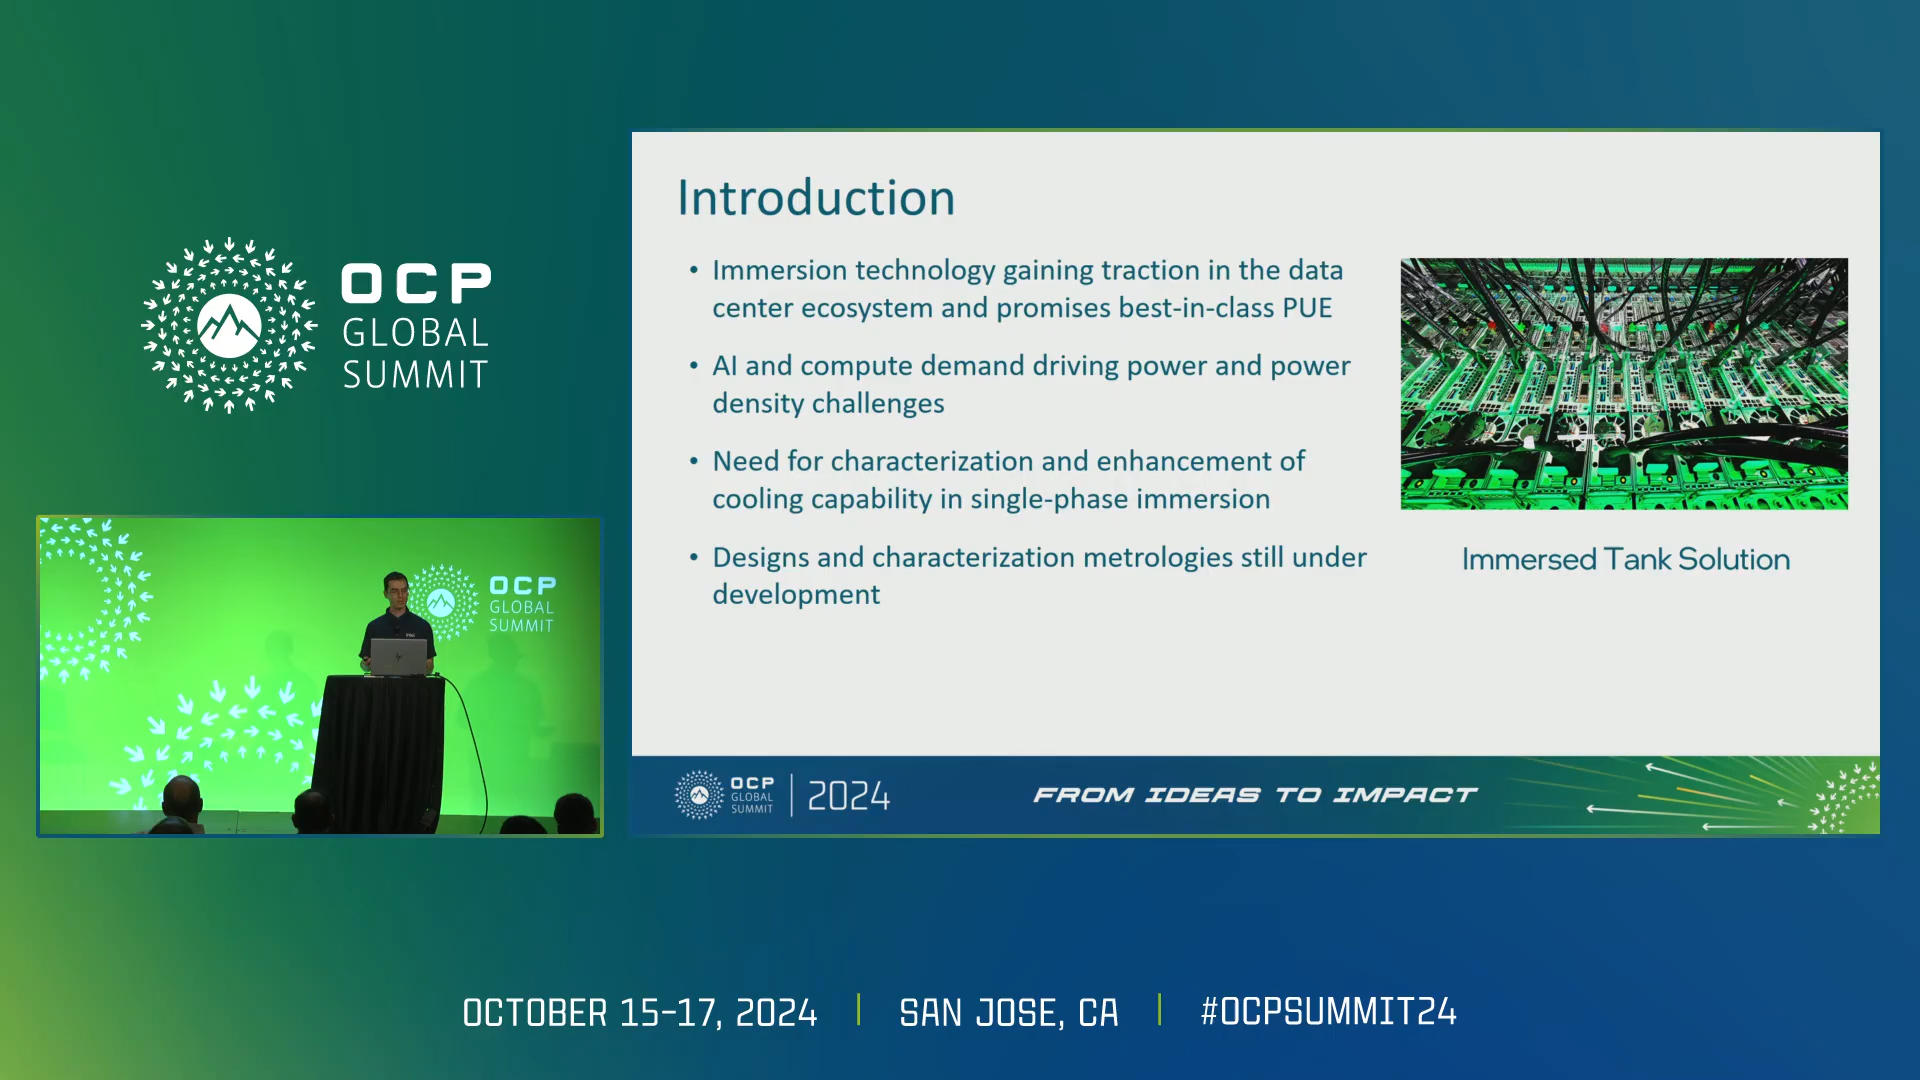 OCP
GLOBAL
SUMMIT
OCP
GLOBAL
SUMMIT
Introduction
• Immersion technology gaining traction in the data
center ecosystem and promises best-in-class PUE
• AI and compute demand driving power and power
density challenges
• Need for characterization and enhancement of
cooling capability in single-phase immersion
• Designs and characterization metrologies still under
development
Immersed Tank Solution
OCP
GLOBAL
SUMMIT
2024
FROM IDEAS TO IMPACT
OCTOBER 15-17, 2024
SAN JOSE, CA
#OCPSUMMIT24